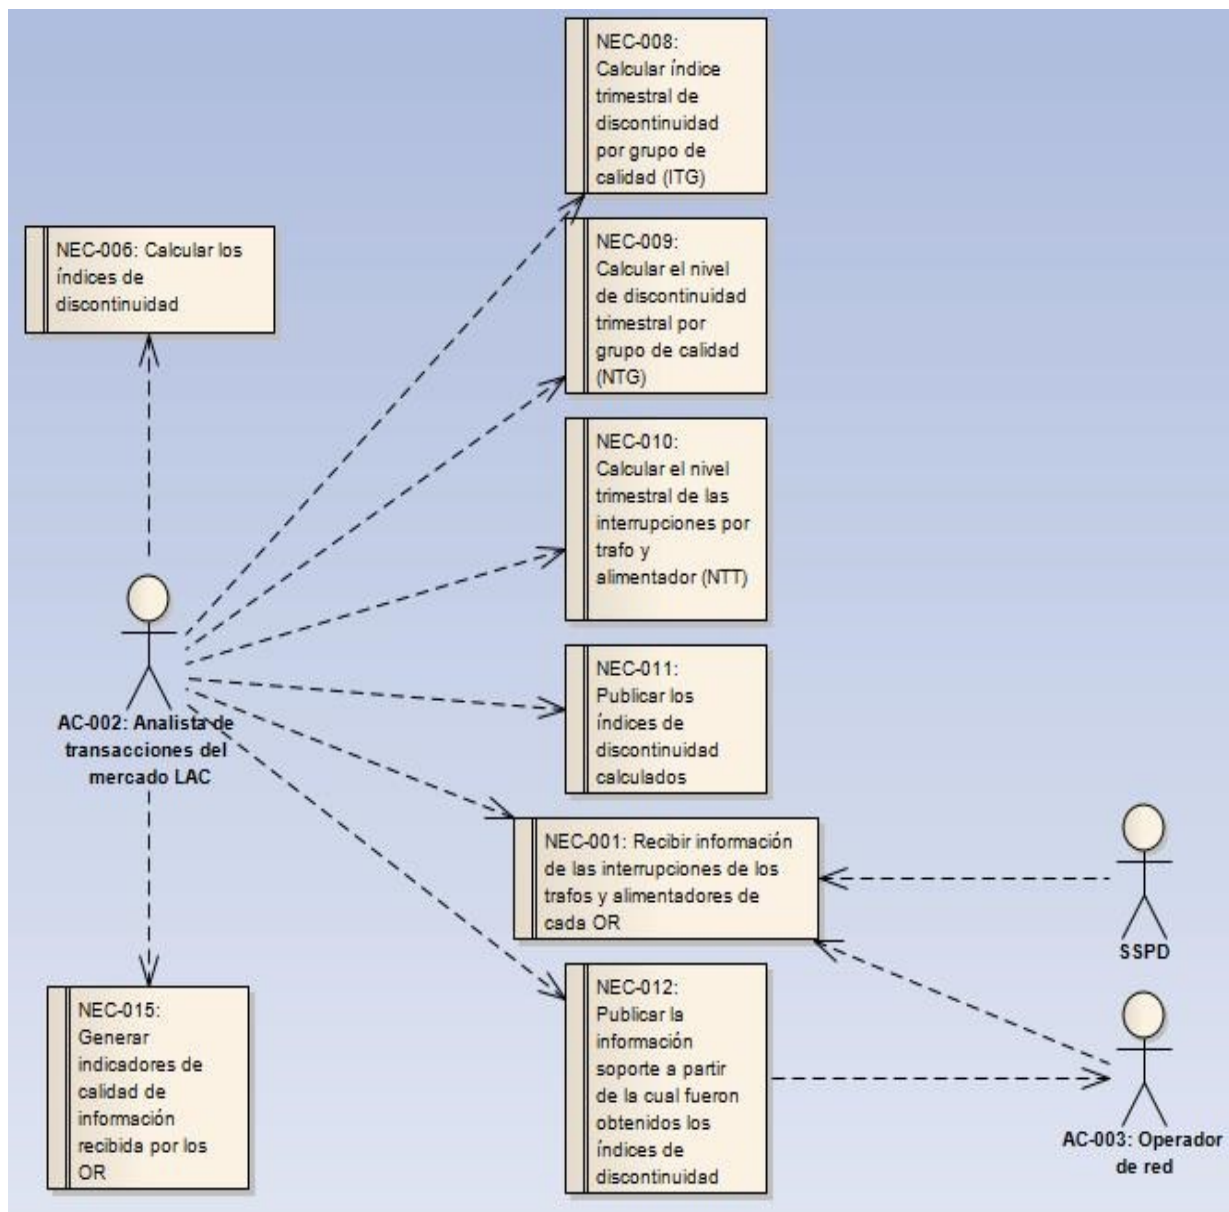 NEC-008:
Calcular índice
trimestral de
discontinuidad
por grupo de
calidad (ITG)
NEC-006: Calcular los
índices de
discontinuidad
NEC-009:
Calcular el nivel
de discontinuidad
trimestral por
grupo de calidad
(NTG)
NEC-010:
Calcular el nivel
trimestral de las
interrupciones por
trafo y
alimentador (NTT)
AC-002: Analista de
transacciones del
mercado LAC
NEC-011:
Publicar los
índices de
discontinuidad
calculados
NEC-001: Recibir información
de las interrupciones de los
trafos y alimentadores de
cada OR
SSPD
NEC-015:
Generar
indicadores de
calidad de
información
recibida por los
OR
NEC-012:
Publicar la
información
soporte a partir
de la cual fueron
obtenidos los
índices de
discontinuidad
AC-003: Operador
de red